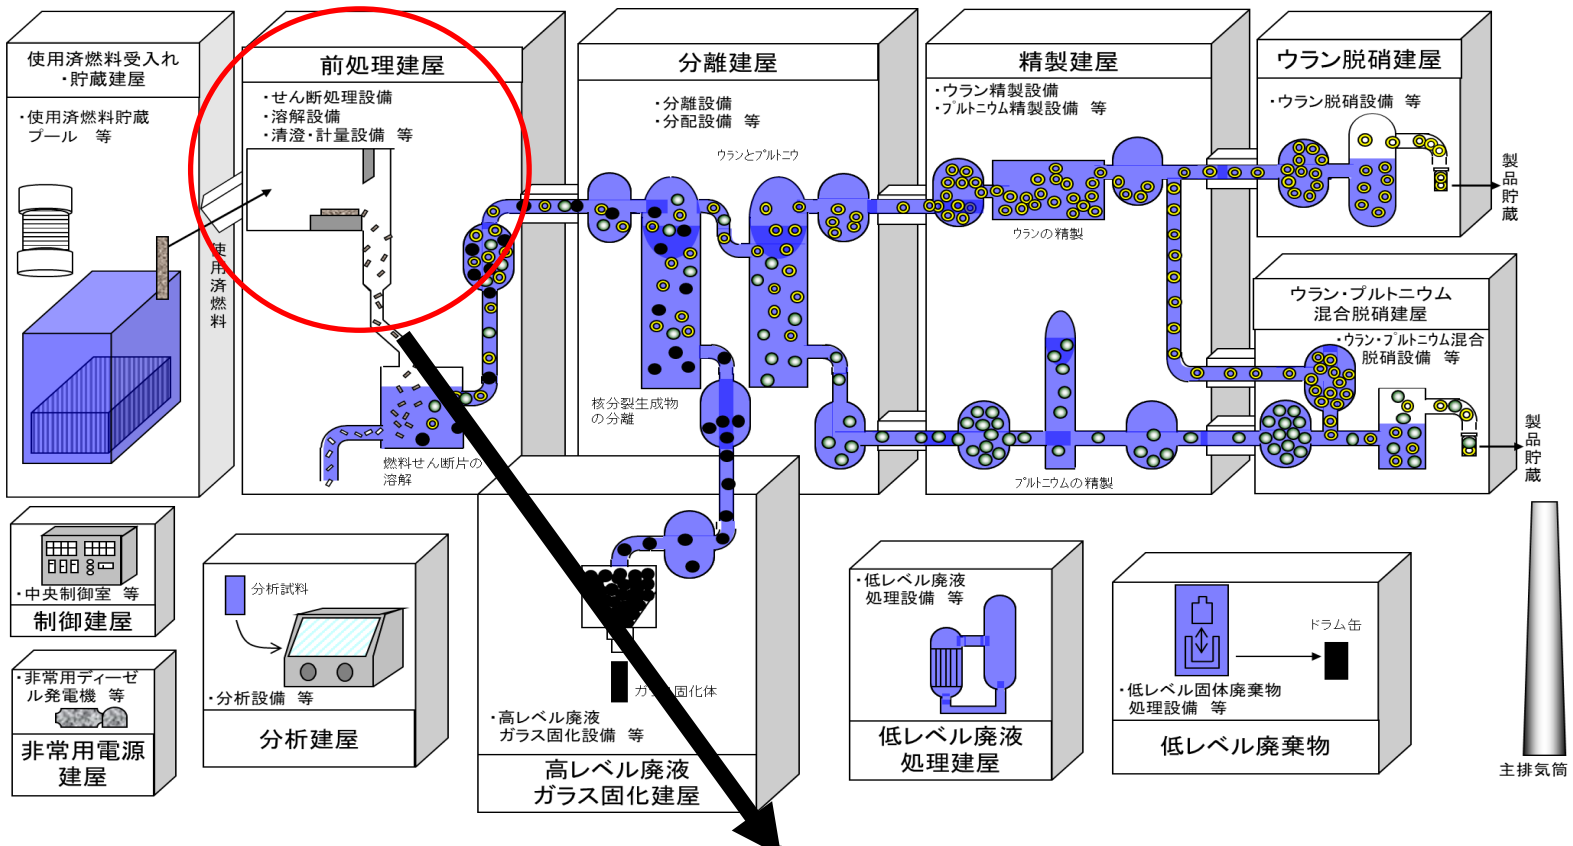 使用済燃料受入れ
・貯蔵建屋
・使用済燃料貯蔵
プール 等
使用済燃料
前処理建屋
・せん断処理設備
・溶解設備
・清澄・計量設備 等
燃料せん断片の
溶解
分離建屋
・分離設備
・分配設備 等
ウランとプルトニウ
核分裂生成物
の分離
精製建屋
・ウラン精製設備
・プルトニウム精製設備 等
ウランの精製
プルトニウムの精製
ウラン脱硝建屋
・ウラン脱硝設備 等
製品貯蔵
ウラン・プルトニウム
混合脱硝建屋
・ウラン・プルトニウム混合
脱硝設備 等
製品貯蔵
・中央制御室 等
制御建屋
・非常用ディーゼ
ル発電機 等
非常用電源
建屋
分析試料
・分析設備 等
分析建屋
ガラス固化体
・高レベル廃液
ガラス固化設備 等
高レベル廃液
ガラス固化建屋
・低レベル廃液
処理設備 等
低レベル廃液
処理建屋
ドラム缶
・低レベル固体廃棄物
処理設備 等
低レベル廃棄物
主排気筒